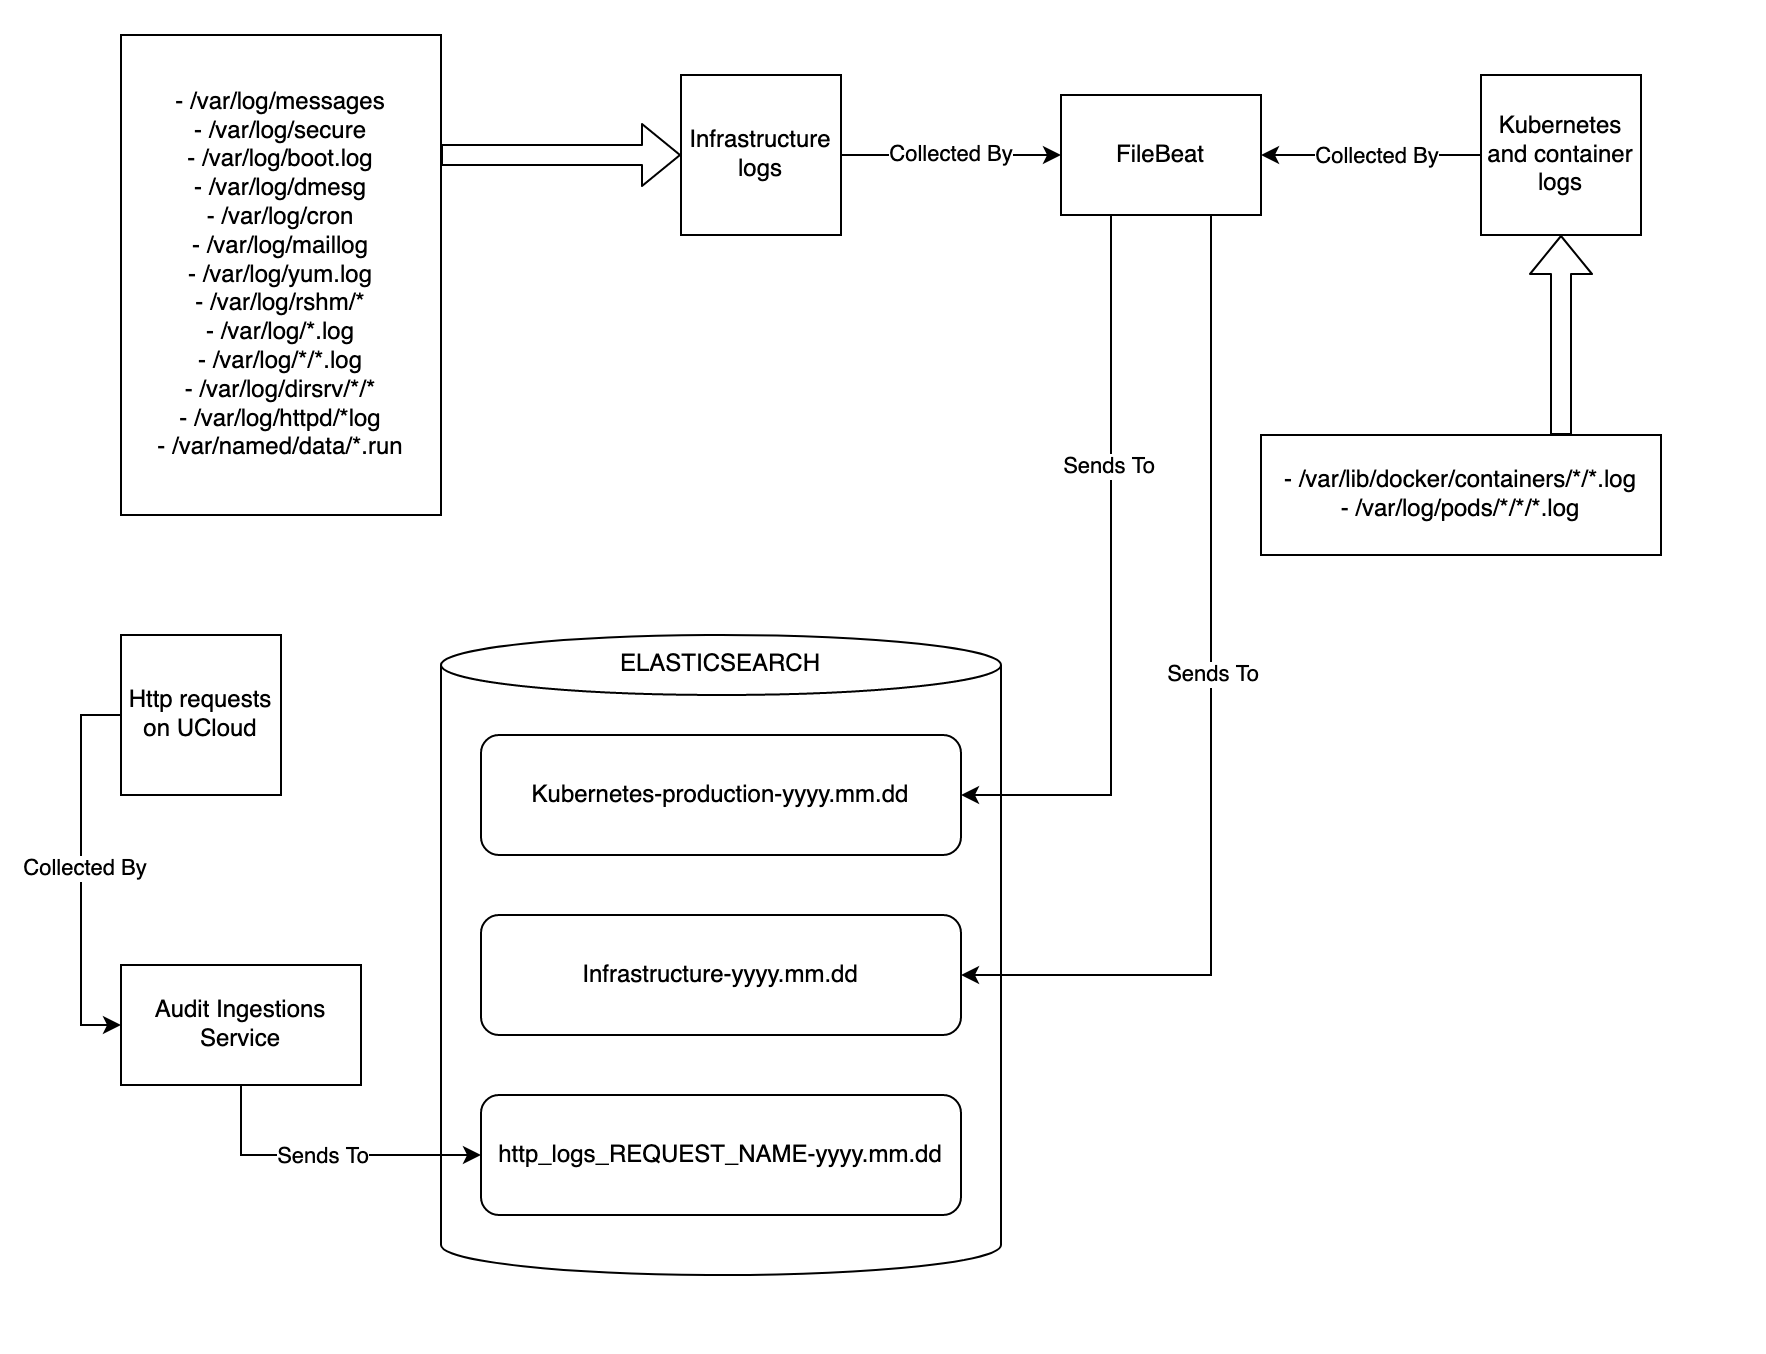 - /var/log/messages
- /var/log/secure
- /var/log/boot.log
- /var/log/dmesg
- /var/log/cron
- /var/log/maillog
- /var/log/yum.log
- /var/log/rshm/*
- /var/log/*.log
- /var/log/*/*.log
- /var/log/dirsrv/*/*
- /var/log/httpd/*log
- /var/named/data/*.run
Infrastructure
logs
Collected By
FileBeat
Collected By
Kubernetes
and container
logs
- /var/lib/docker/containers/*/*.log
- /var/log/pods/*/*/*.log
Sends To
Sends To
Http requests
on UCloud
Collected By
Audit Ingestions
Service
Sends To
ELASTICSEARCH
Kubernetes-production-yyyy.mm.dd
Infrastructure-yyyy.mm.dd
http_logs_REQUEST_NAME-yyyy.mm.dd